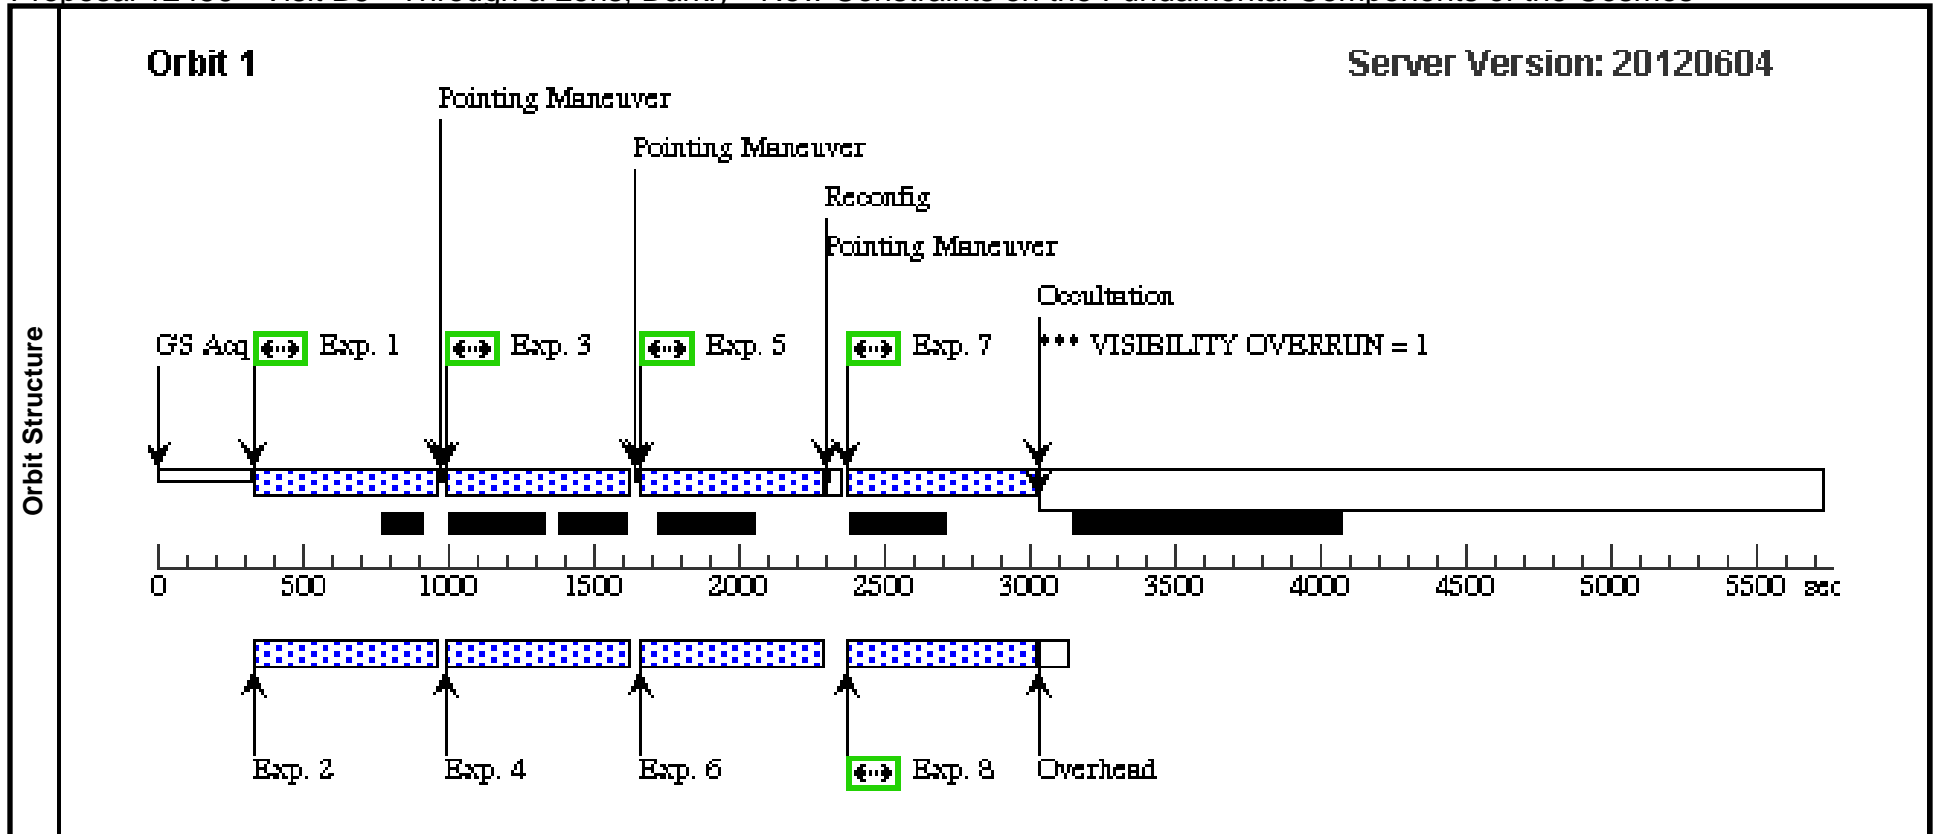 Orbit 1
Server Version: 20120604
Pointing Maneuver
Pointing Maneuver
Reconfig
Pointing Maneuver
Occultation
GS Acq Exp. 1 Exp. 3 Exp. 5 Exp. 7 *** VISIBILITY OVERRUN = 1
Orbit Structure
0 500 1000 1500 2000 2500 3000 3500 4000 4500 5000 5500 sec
Exp. 2 Exp. 4 Exp. 6 Exp. 8 Overhead